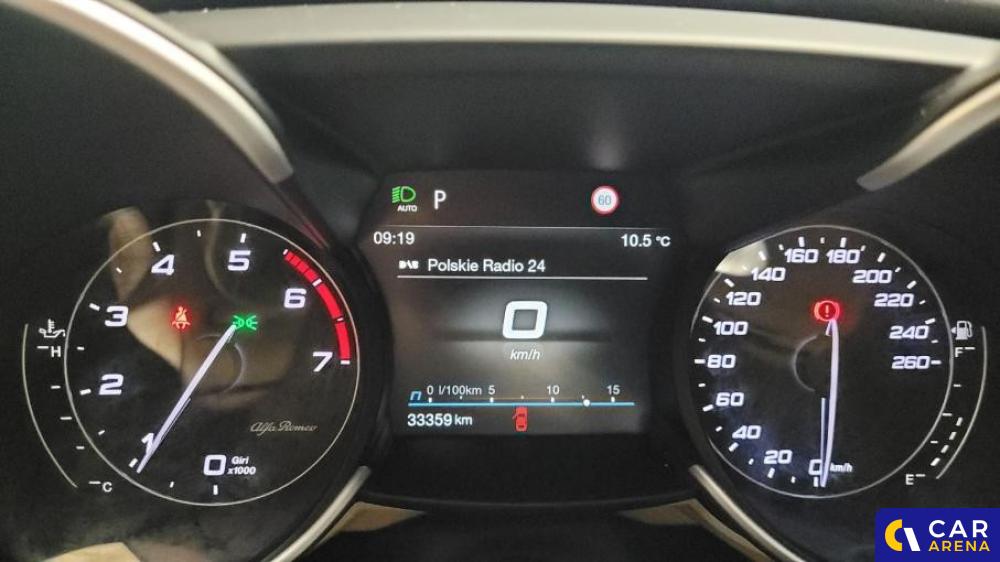 P
60
AUTO
09:19
10.5 °C
DAB Polskie Radio 24
0
km/h
0 l/100km 5 10 15
33359 km
0 1 2 3 4 5 6 7
Giri
x1000
Alfa Romeo
H
C
0 20 40 60 80 100 120 140 160 180 200 220 240 260
km/h
F
E
CAR
ARENA